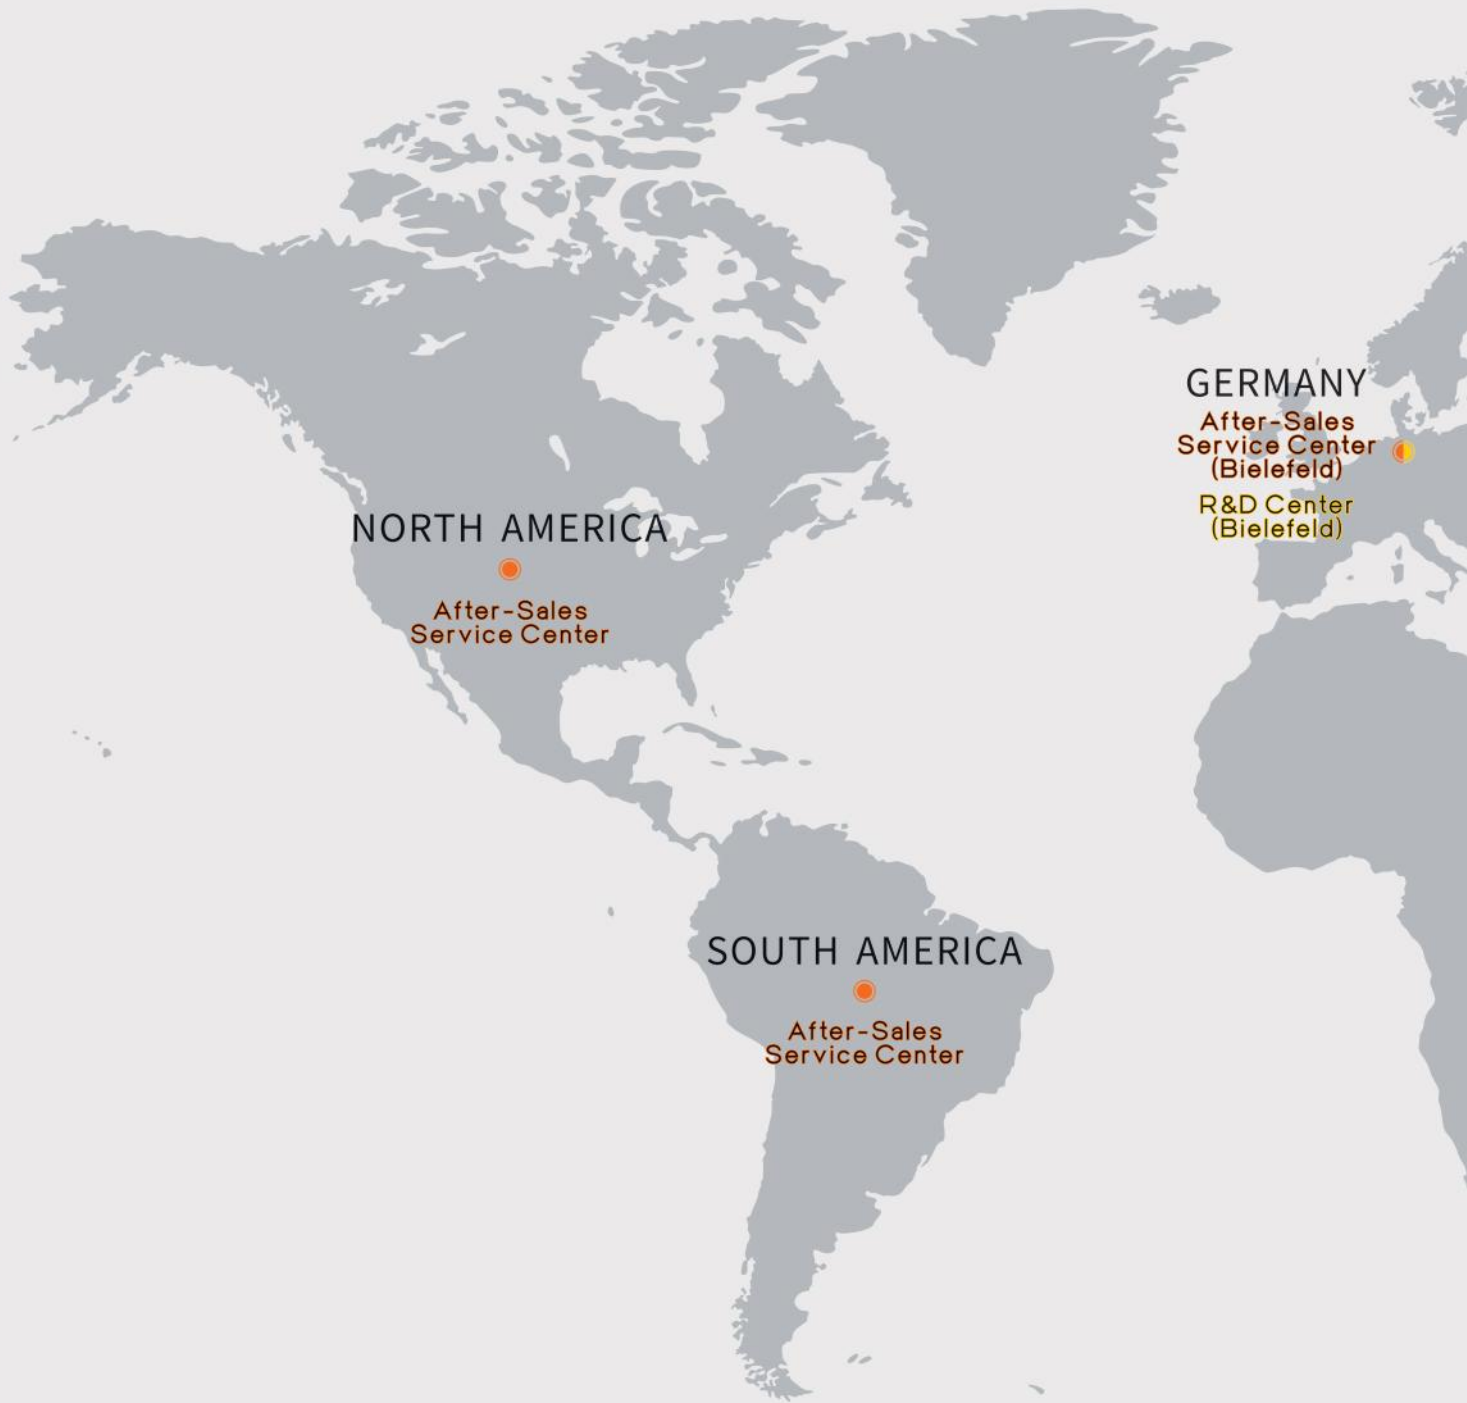 GERMANY
After-Sales
Service Center
(Bielefeld)
R&D Center
(Bielefeld)
NORTH AMERICA
After-Sales
Service Center
SOUTH AMERICA
After-Sales
Service Center